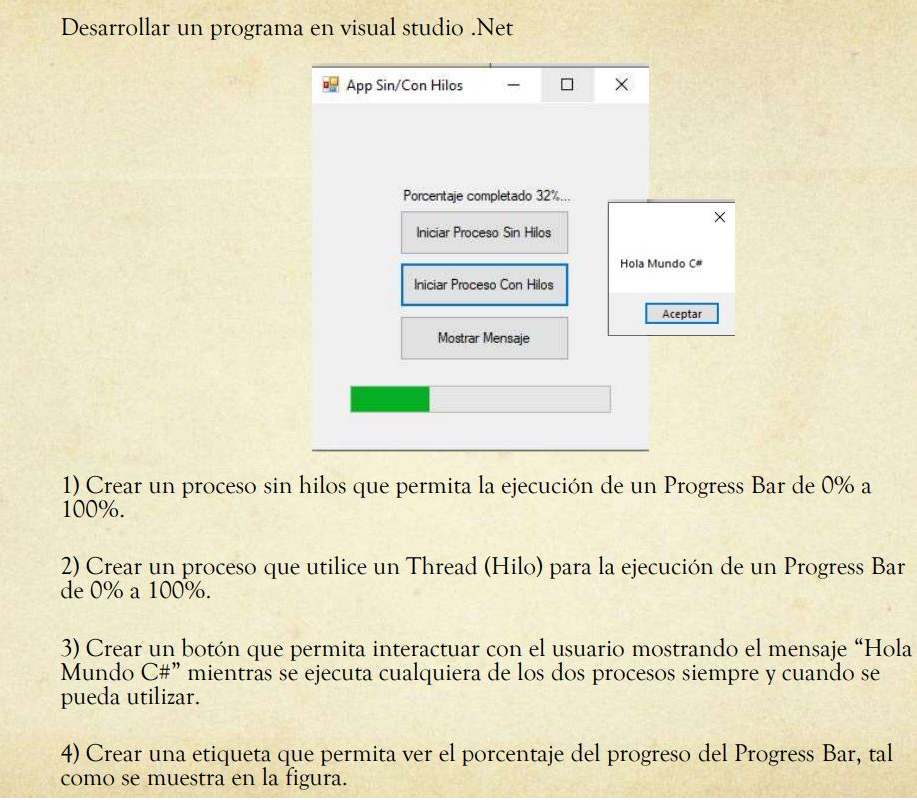 Desarrollar un programa en visual studio .Net
App Sin/Con Hilos
Porcentaje completado 32%...
Iniciar Proceso Sin Hilos
Iniciar Proceso Con Hilos
Mostrar Mensaje
Hola Mundo C#
Aceptar
1) Crear un proceso sin hilos que permita la ejecución de un Progress Bar de 0% a
100%.
2) Crear un proceso que utilice un Thread (Hilo) para la ejecución de un Progress Bar
de 0% a 100%.
3) Crear un botón que permita interactuar con el usuario mostrando el mensaje “Hola
Mundo C#” mientras se ejecuta cualquiera de los dos procesos siempre y cuando se
pueda utilizar.
4) Crear una etiqueta que permita ver el porcentaje del progreso del Progress Bar, tal
como se muestra en la figura.